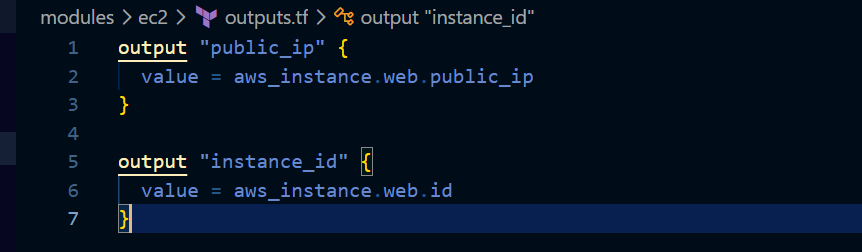 modules > ec2 > outputs.tf > output "instance_id"
1 output "public_ip" {
2   value = aws_instance.web.public_ip
3 }
4
5 output "instance_id" {
6   value = aws_instance.web.id
7 }